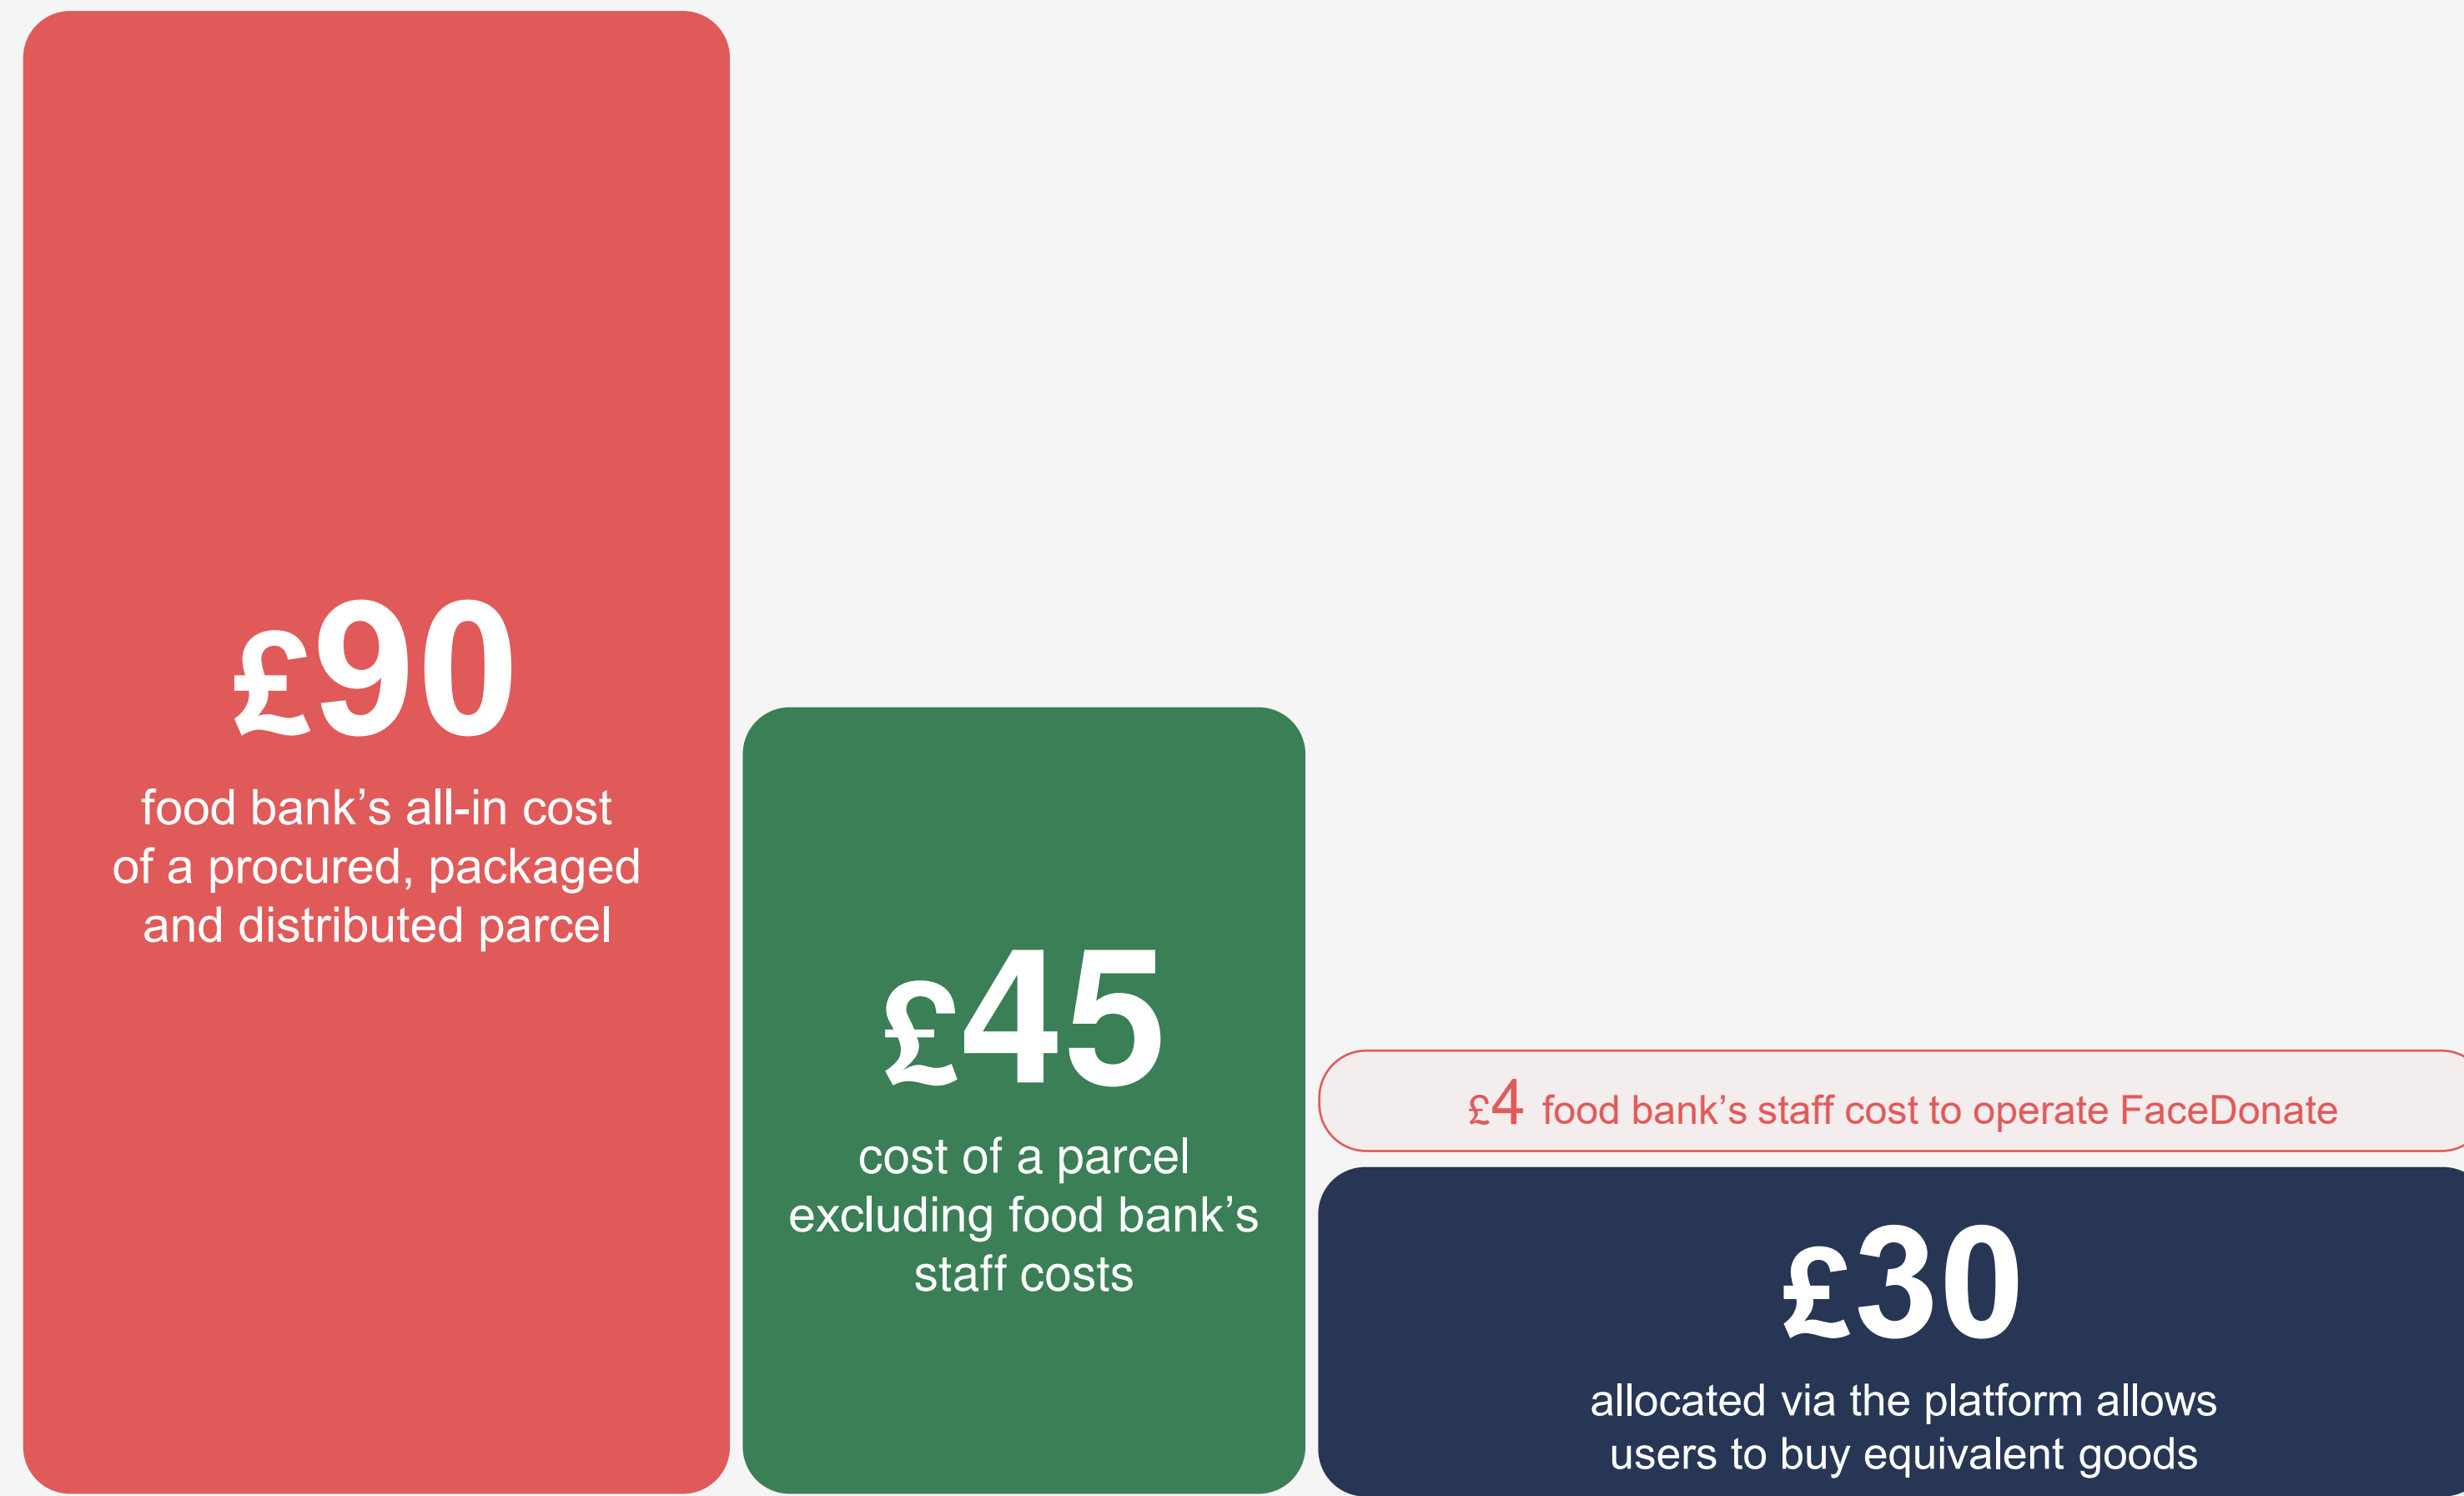 £90
food bank’s all-in cost
of a procured, packaged
and distributed parcel
£45
cost of a parcel
excluding food bank’s
staff costs
£4 food bank’s staff cost to operate FaceDonate
£30
allocated via the platform allows
users to buy equivalent goods